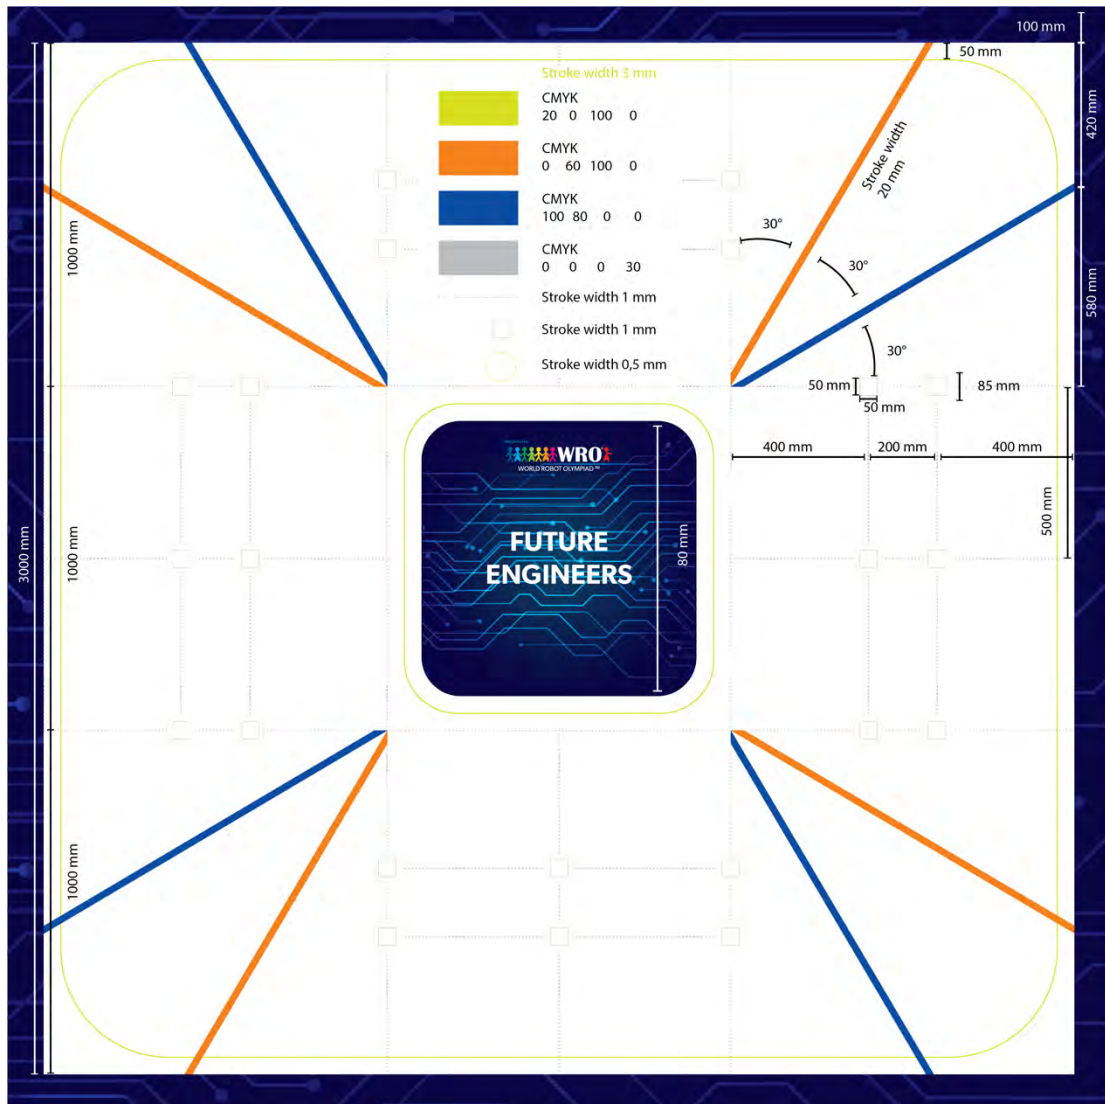 100 mm
50 mm
Stroke width 3 mm
CMYK
20 0 100 0
CMYK
0 60 100 0
CMYK
100 80 0 0
CMYK
0 0 0 30
Stroke width 1 mm
Stroke width 1 mm
Stroke width 0,5 mm
Stroke width
20 mm
30°
30°
30°
420 mm
580 mm
1000 mm
50 mm
50 mm
85 mm
400 mm
200 mm
400 mm
500 mm
3000 mm
1000 mm
WRO
WORLD ROBOT OLYMPIAD™
FUTURE
ENGINEERS
80 mm
1000 mm